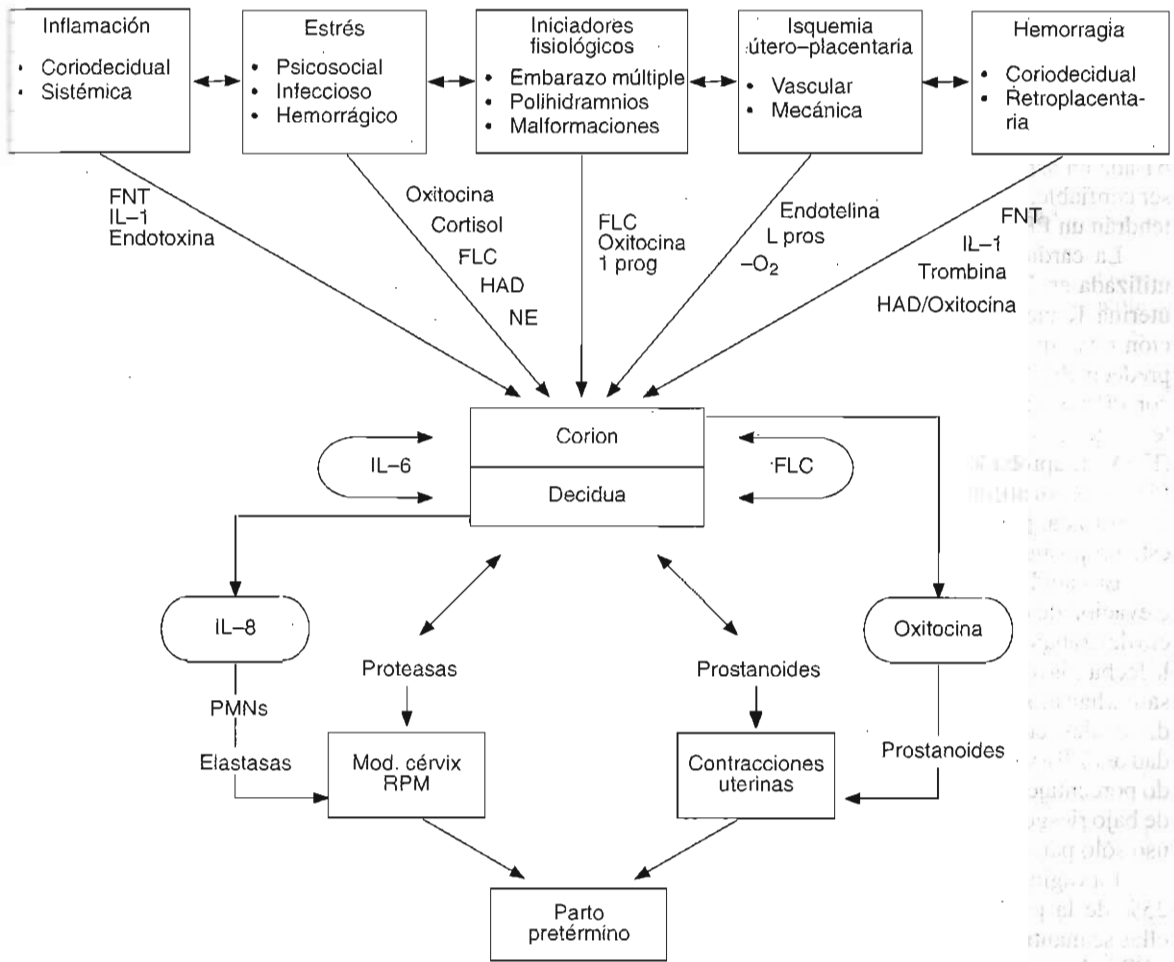 Inflamación
• Coriodecidual
• Sistémica
Estrés
• Psicosocial
• Infeccioso
• Hemorrágico
Iniciadores
fisiológicos
• Embarazo múltiple
• Polihidramnios
• Malformaciones
Isquemia
útero–placentaria
• Vascular
• Mecánica
Hemorragia
• Coriodecidual
• Retroplacenta-
ria
FNT
IL–1
Endotoxina
Oxitocina
Cortisol
FLC
HAD
NE
FLC
Oxitocina
1 prog
Endotelina
L pros
–O₂
FNT
IL–1
Trombina
HAD/Oxitocina
Corion
Decidua
IL–6
FLC
IL–8
Oxitocina
PMNs
Elastasas
Proteasas
Prostanoides
Prostanoides
Mod. cérvix
RPM
Contracciones
uterinas
Parto
pretérmino